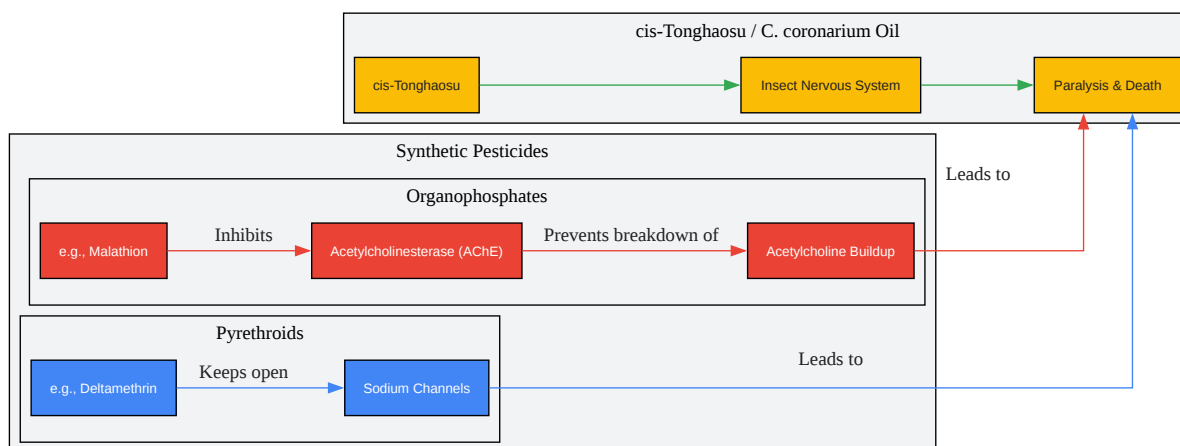 cis-Tonghaosu / C. coronarium Oil
cis-Tonghaosu
Insect Nervous System
Paralysis & Death
Synthetic Pesticides
Leads to
Organophosphates
e.g., Malathion
Inhibits
Acetylcholinesterase (AChE)
Prevents breakdown of
Acetylcholine Buildup
Pyrethroids
e.g., Deltamethrin
Keeps open
Sodium Channels
Leads to